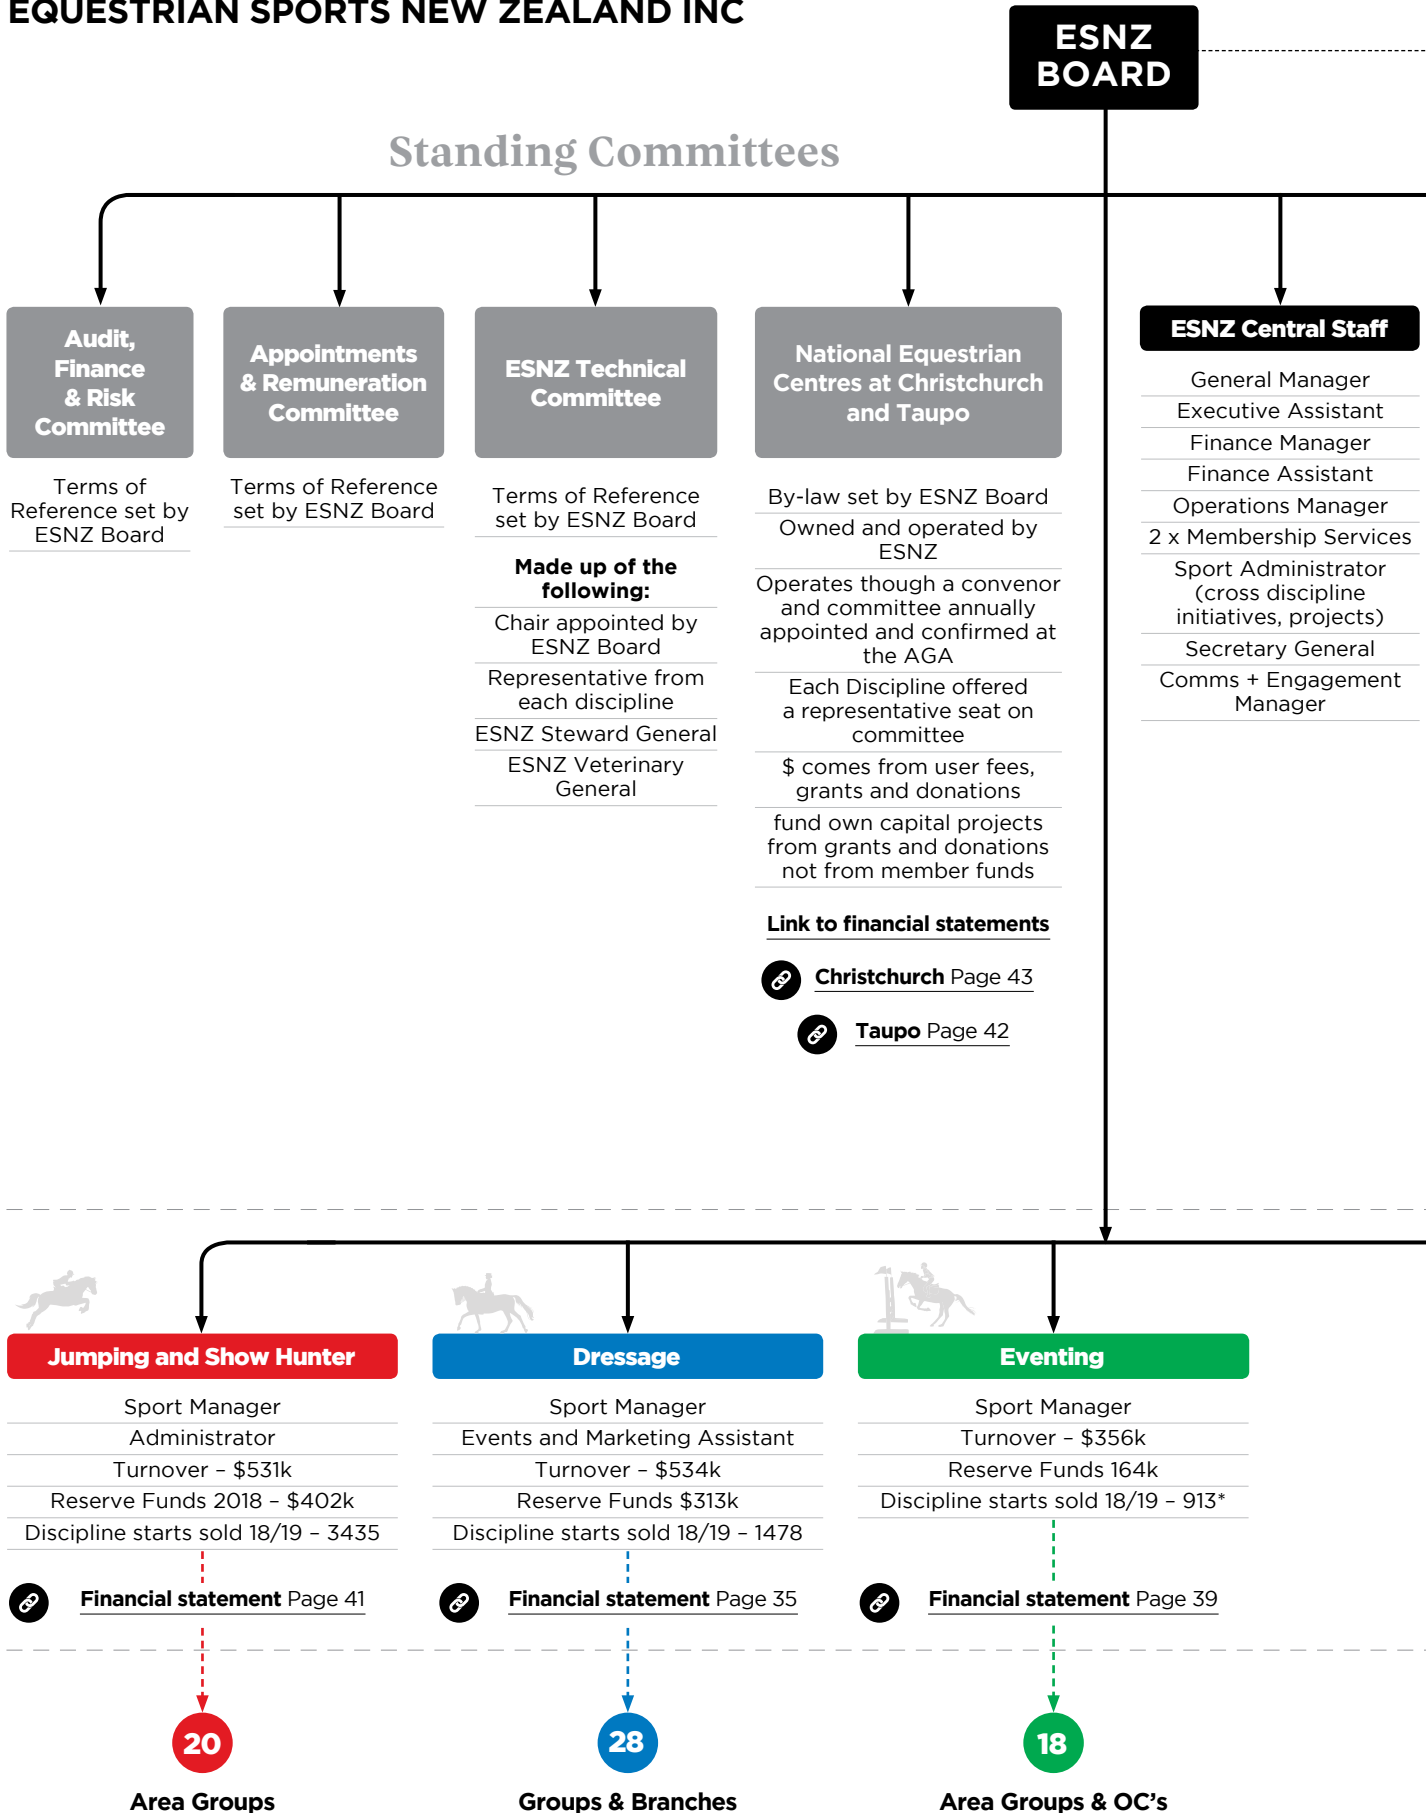 EQUESTRIAN SPORTS NEW ZEALAND INC
ESNZ
BOARD
Standing Committees
Audit,
Finance
& Risk
Committee
Terms of
Reference set by
ESNZ Board
Appointments
& Remuneration
Committee
Terms of Reference
set by ESNZ Board
ESNZ Technical
Committee
Terms of Reference
set by ESNZ Board
Made up of the
following:
Chair appointed by
ESNZ Board
Representative from
each discipline
ESNZ Steward General
ESNZ Veterinary
General
National Equestrian
Centres at Christchurch
and Taupo
By-law set by ESNZ Board
Owned and operated by
ESNZ
Operates though a convenor
and committee annually
appointed and confirmed at
the AGA
Each Discipline offered
a representative seat on
committee
$ comes from user fees,
grants and donations
fund own capital projects
from grants and donations
not from member funds
Link to financial statements
Christchurch Page 43
Taupo Page 42
ESNZ Central Staff
General Manager
Executive Assistant
Finance Manager
Finance Assistant
Operations Manager
2 x Membership Services
Sport Administrator
(cross discipline
initiatives, projects)
Secretary General
Comms + Engagement
Manager
Jumping and Show Hunter
Sport Manager
Administrator
Turnover – $531k
Reserve Funds 2018 – $402k
Discipline starts sold 18/19 – 3435
Financial statement Page 41
20
Area Groups
Dressage
Sport Manager
Events and Marketing Assistant
Turnover – $534k
Reserve Funds $313k
Discipline starts sold 18/19 – 1478
Financial statement Page 35
28
Groups & Branches
Eventing
Sport Manager
Turnover – $356k
Reserve Funds 164k
Discipline starts sold 18/19 – 913*
Financial statement Page 39
18
Area Groups & OC's